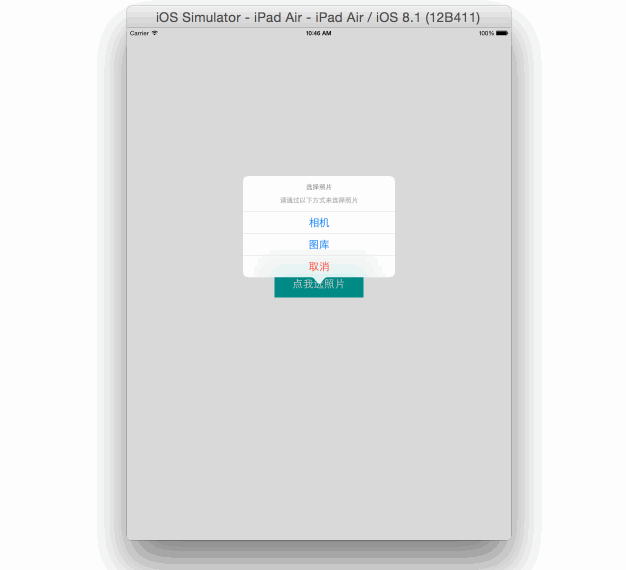 iOS Simulator - iPad Air - iPad Air / iOS 8.1 (12B411)
Carrier 10:46 AM 100%
选择照片
请通过以下方式来选择照片
相机
图库
取消
点我选照片